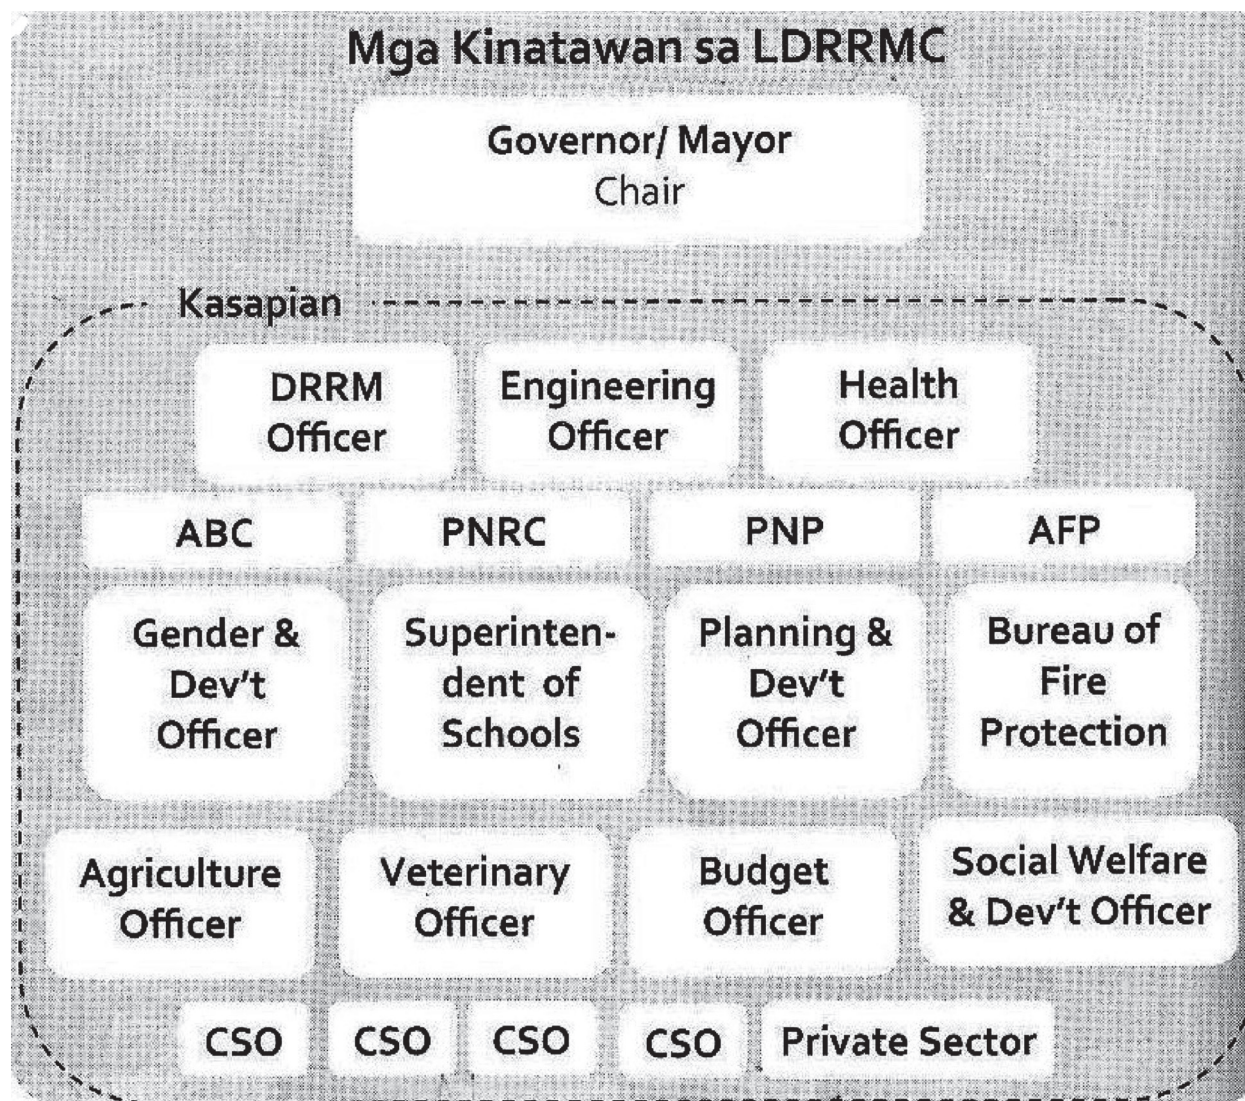 Mga Kinatawan sa LDRRMC
Governor/ Mayor
Chair
Kasapian
DRRM
Officer
Engineering
Officer
Health
Officer
ABC
PNRC
PNP
AFP
Gender &
Dev't
Officer
Superinten-
dent of
Schools
Planning &
Dev't
Officer
Bureau of
Fire
Protection
Agriculture
Officer
Veterinary
Officer
Budget
Officer
Social Welfare
& Dev't Officer
CSO
CSO
CSO
CSO
Private Sector